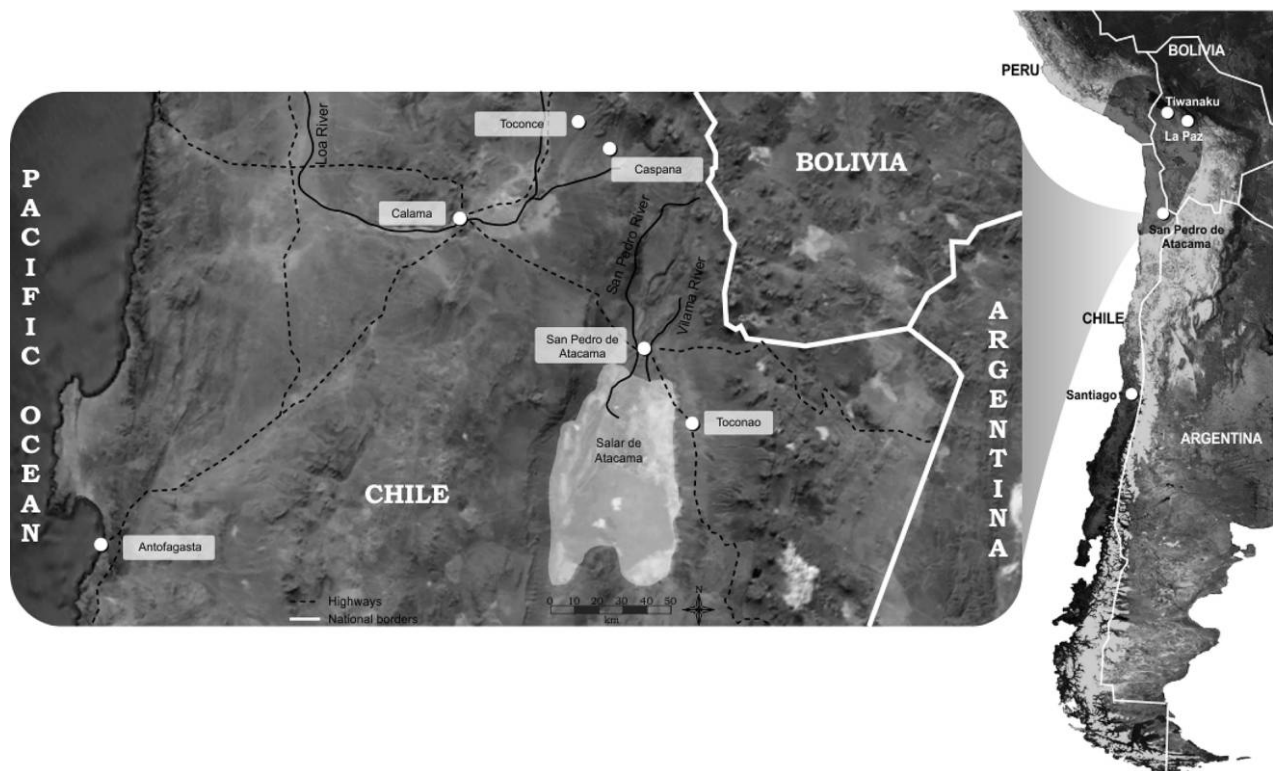 PACIFIC OCEAN
Loa River
Toconce
Caspana
Calama
San Pedro River
Vilama River
San Pedro de
Atacama
Toconao
Salar de
Atacama
Antofagasta
CHILE
BOLIVIA
ARGENTINA
Highways
National borders
0 10 20 30 40 50
km
N
PERU
BOLIVIA
Tiwanaku
La Paz
San Pedro de
Atacama
CHILE
Santiago
ARGENTINA